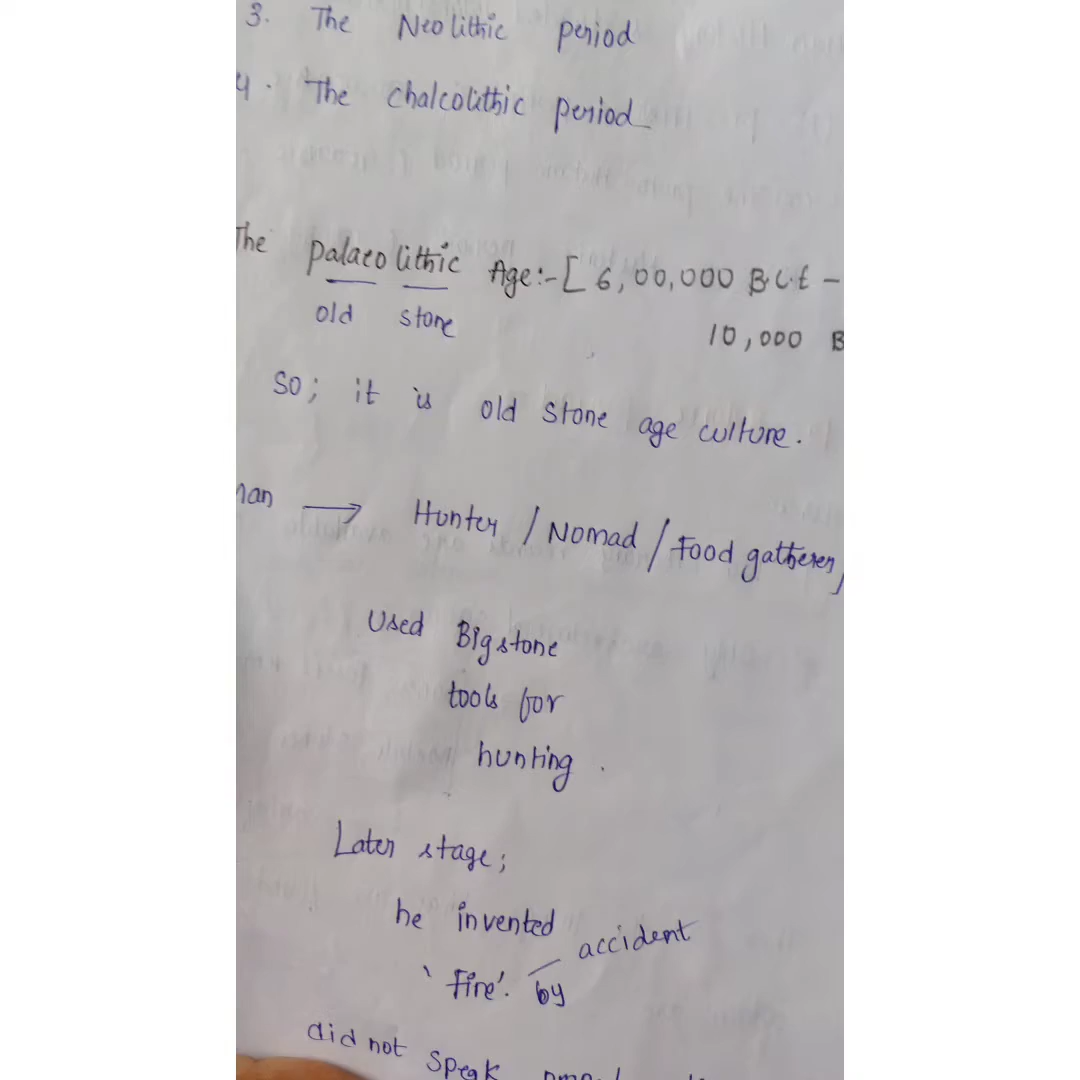 3. The Neolithic period
4. The chalcolithic period
The palaeolithic Age:- [ 6,00,000 BCE -
old stone
10,000 B
So; it is old stone age culture.
man → Hunter / Nomad / Food gatherer,
Used Big stone
tools for
hunting.
Later stage;
he invented
'Fire'. by accident
did not speak